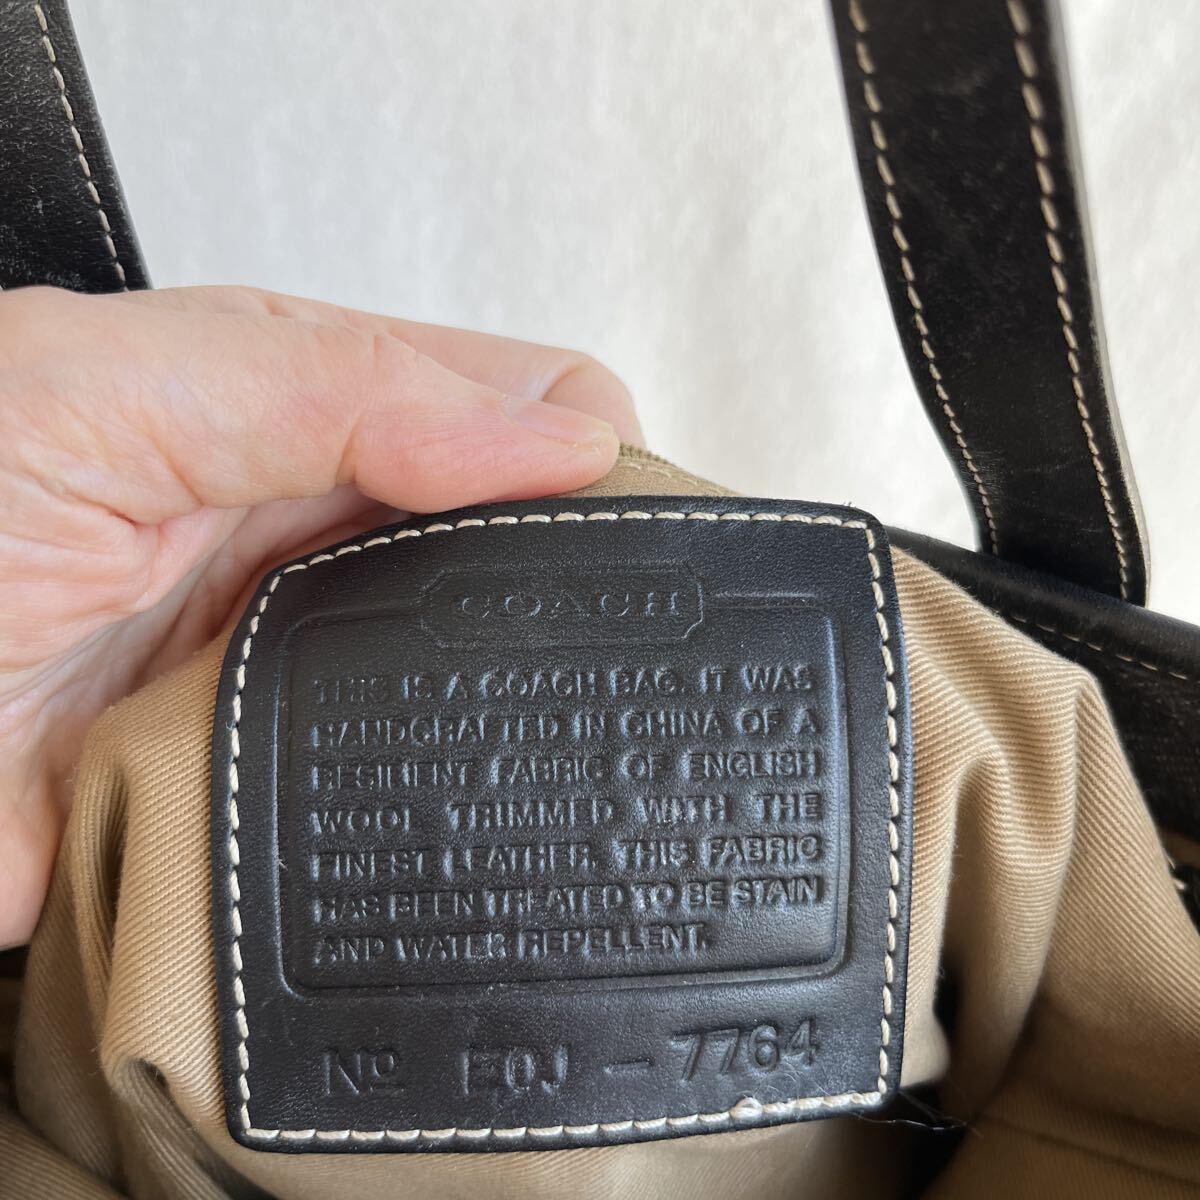 COACH
THIS IS A COACH BAG. IT WAS
HANDCRAFTED IN CHINA OF A
RESILIENT FABRIC OF ENGLISH
WOOL TRIMMED WITH THE
FINEST LEATHER. THIS FABRIC
HAS BEEN TREATED TO BE STAIN
AND WATER REPELLENT.
Nº E0J - 7764